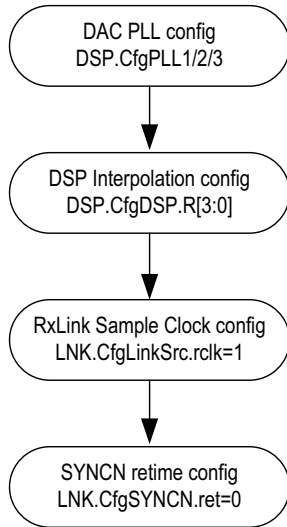 DAC PLL config
DSP.CfgPLL1/2/3
DSP Interpolation config
DSP.CfgDSP.R[3:0]
RxLink Sample Clock config
LNK.CfgLinkSrc.rclk=1
SYNCN retime config
LNK.CfgSYNCN.ret=0